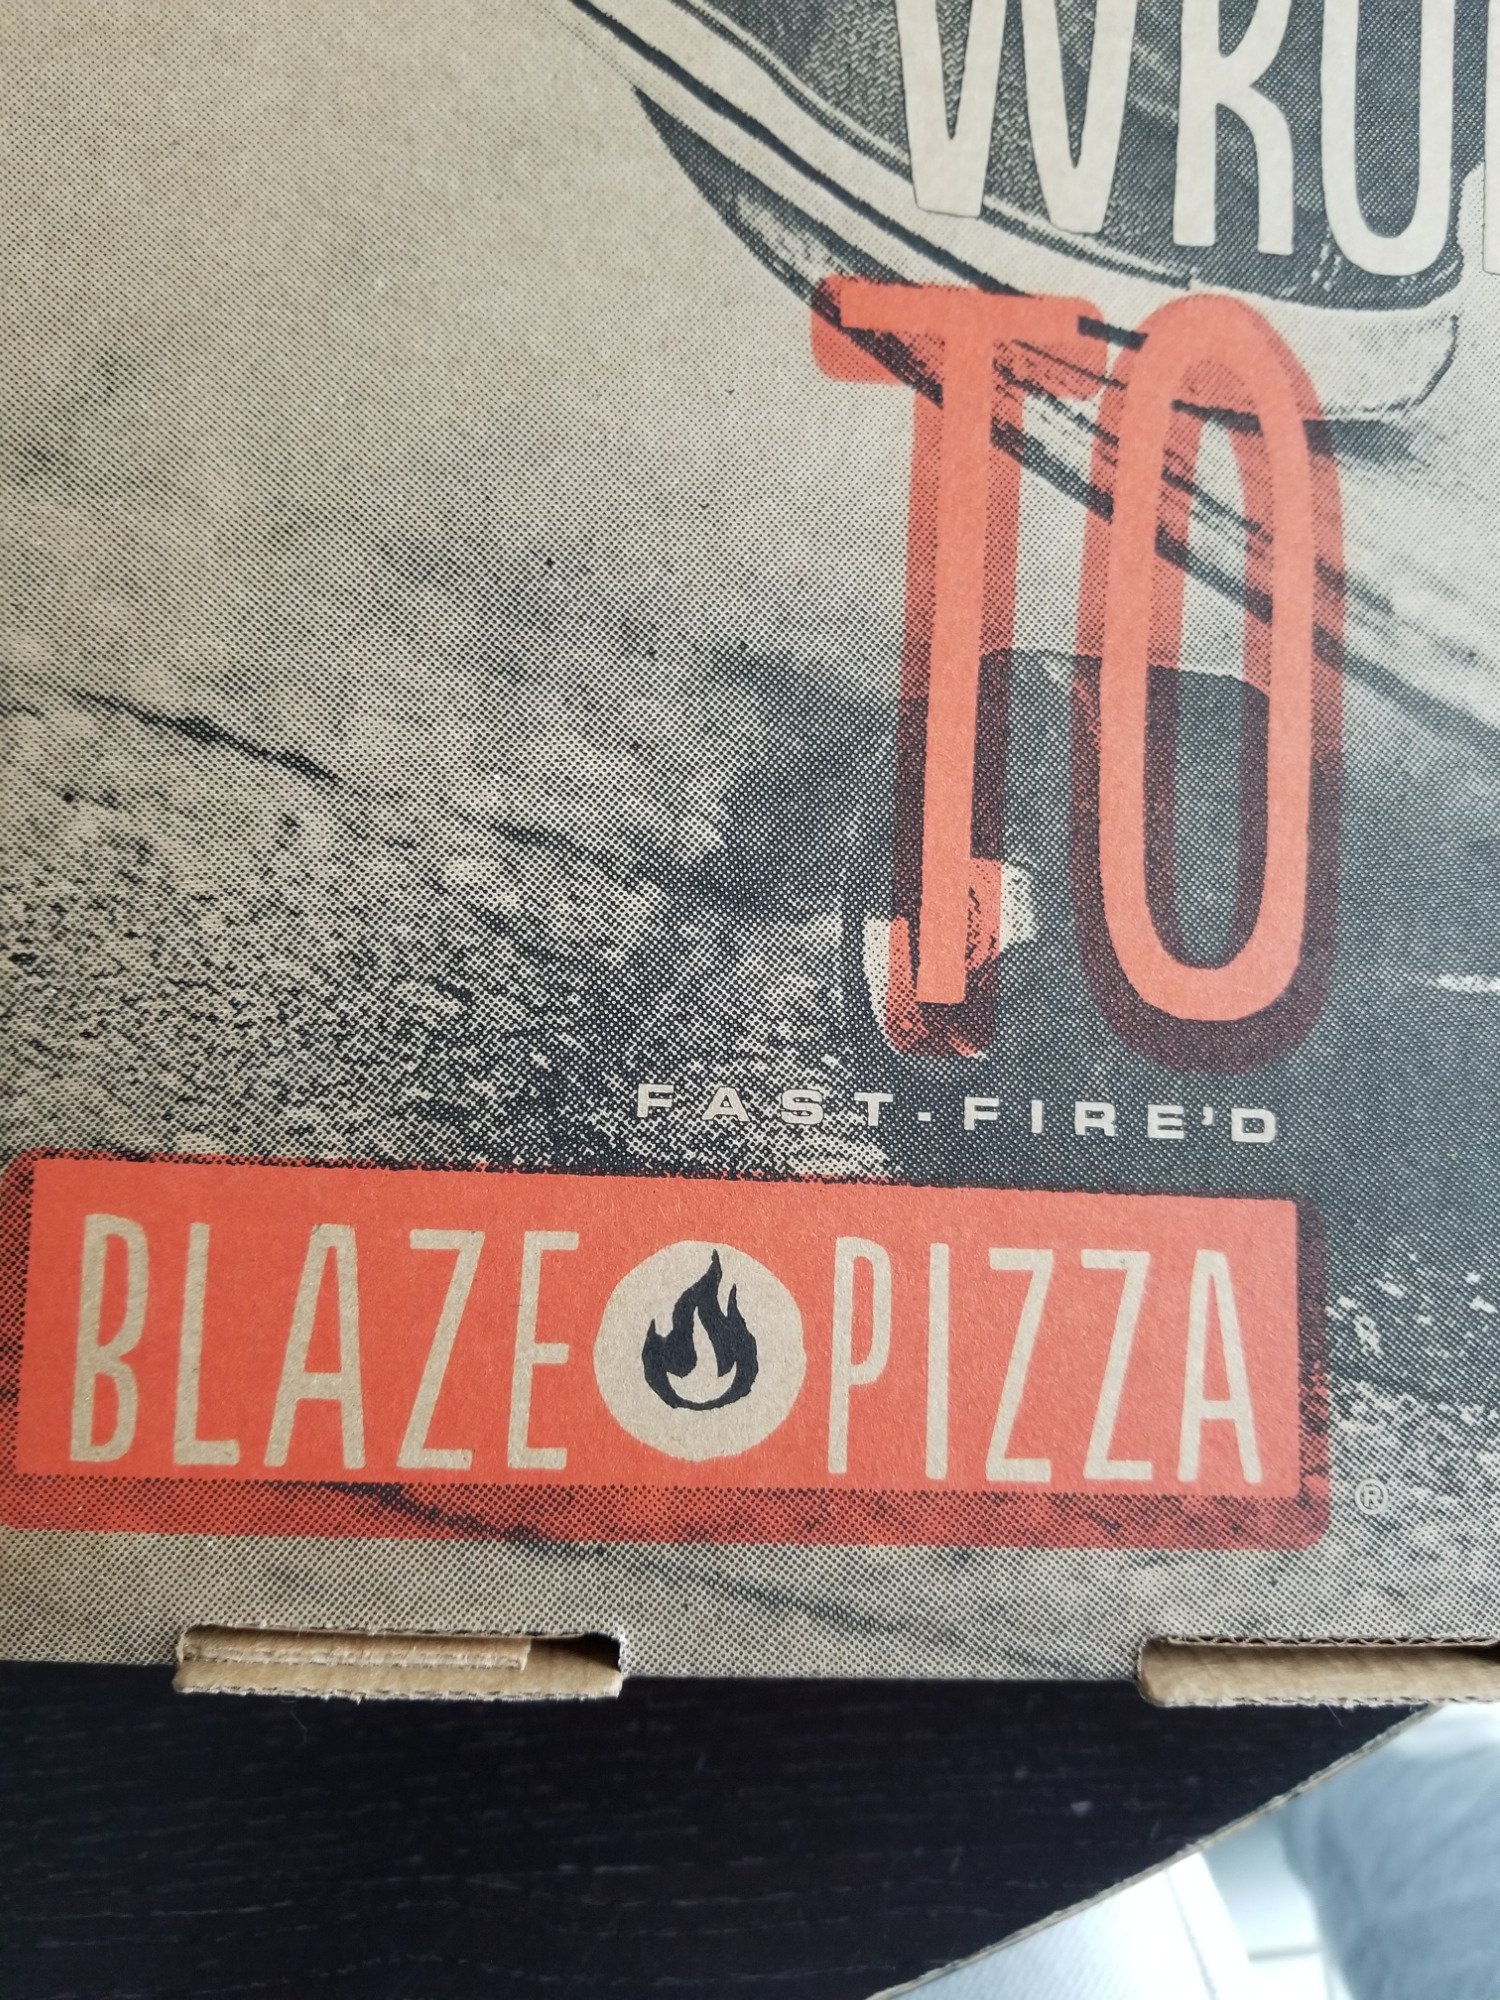 TO
FAST-FIRE'D
BLAZE PIZZA ®